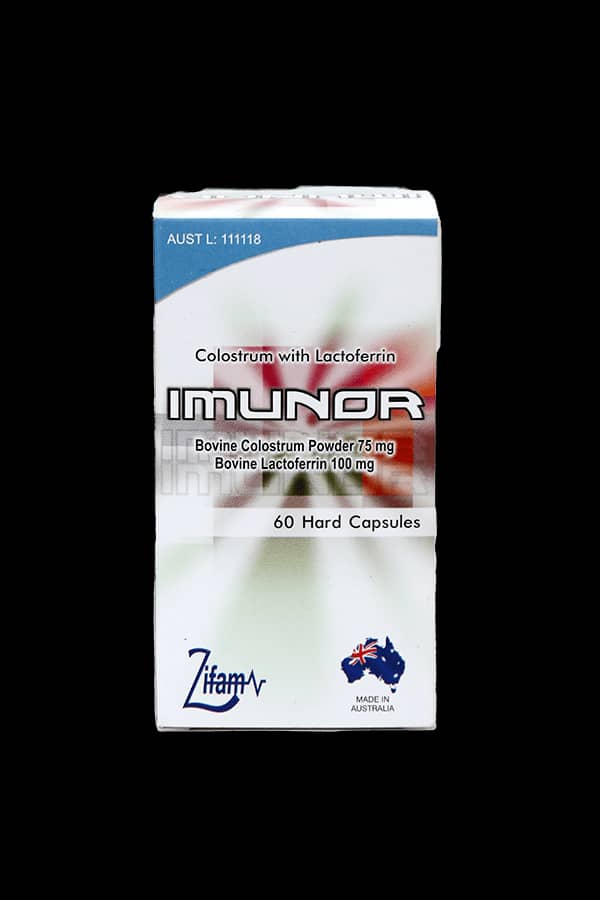 AUST L: 111118
Colostrum with Lactoferrin
IMUNOR
Bovine Colostrum Powder 75 mg
Bovine Lactoferrin 100 mg
IMUNOR
60 Hard Capsules
Zifam
MADE IN
AUSTRALIA